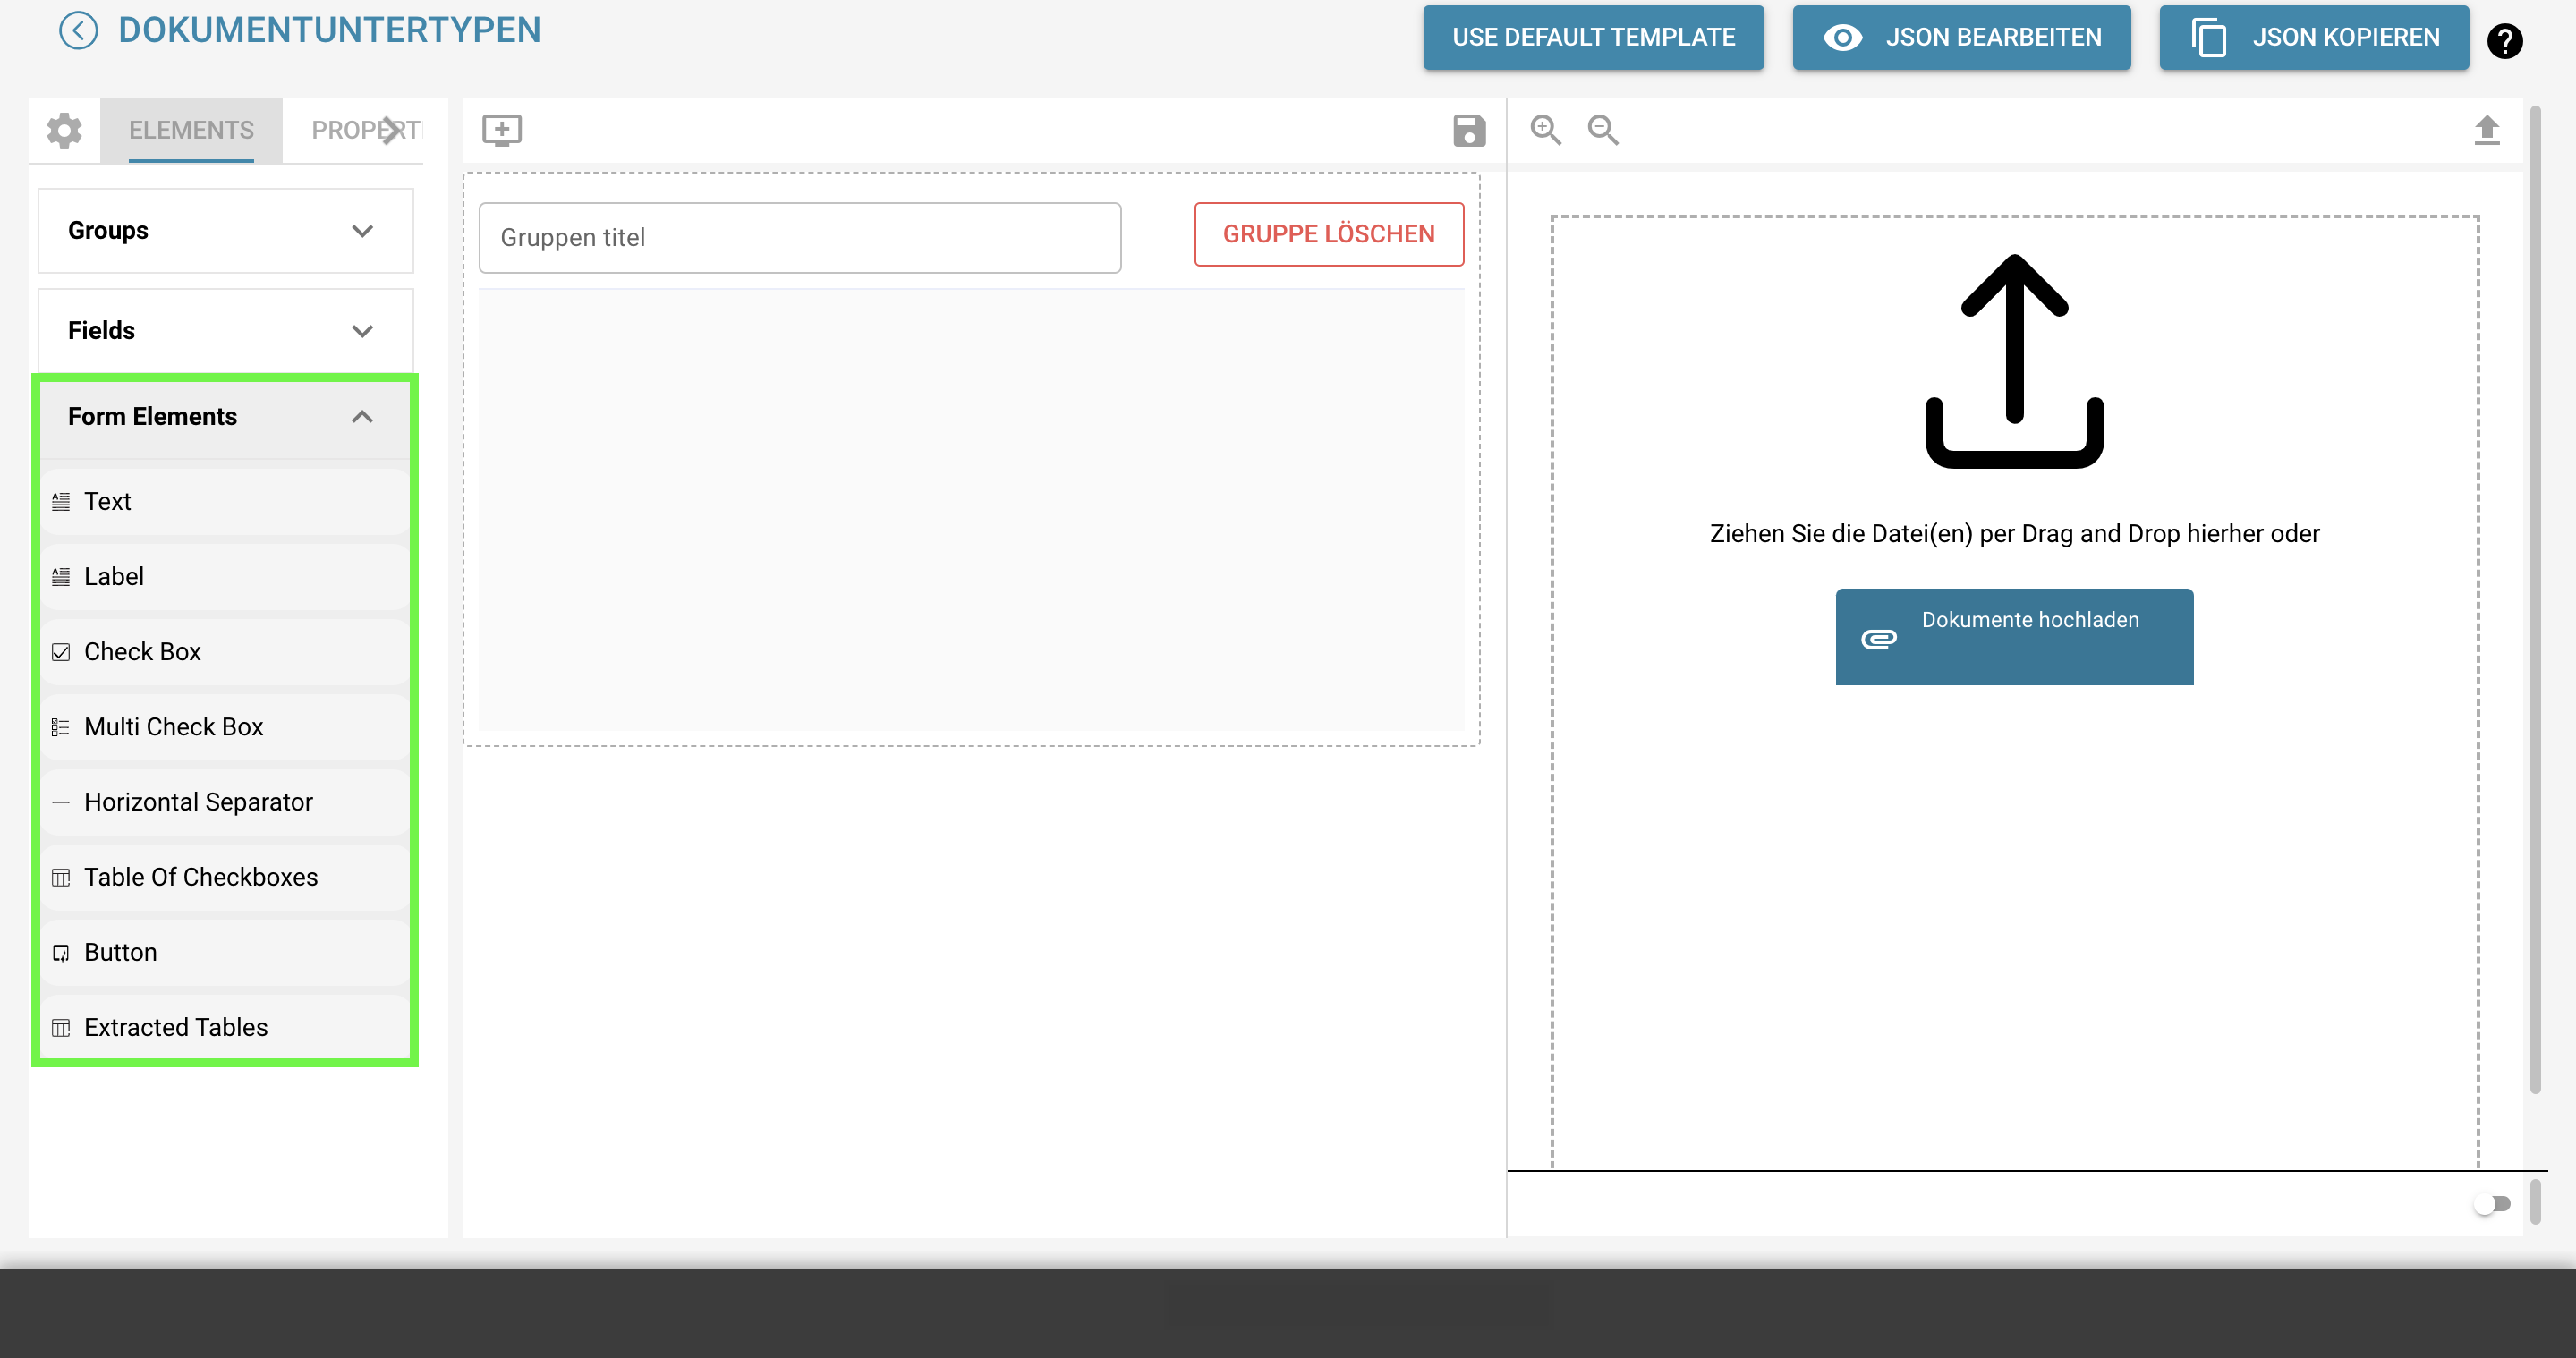 DOKUMENTUNTERTYPEN
USE DEFAULT TEMPLATE
JSON BEARBEITEN
JSON KOPIEREN
?
ELEMENTS
PROPERTI
Groups
Fields
Form Elements
Text
Label
Check Box
Multi Check Box
Horizontal Separator
Table Of Checkboxes
Button
Extracted Tables
Gruppen titel
GRUPPE LÖSCHEN
Ziehen Sie die Datei(en) per Drag and Drop hierher oder
Dokumente hochladen